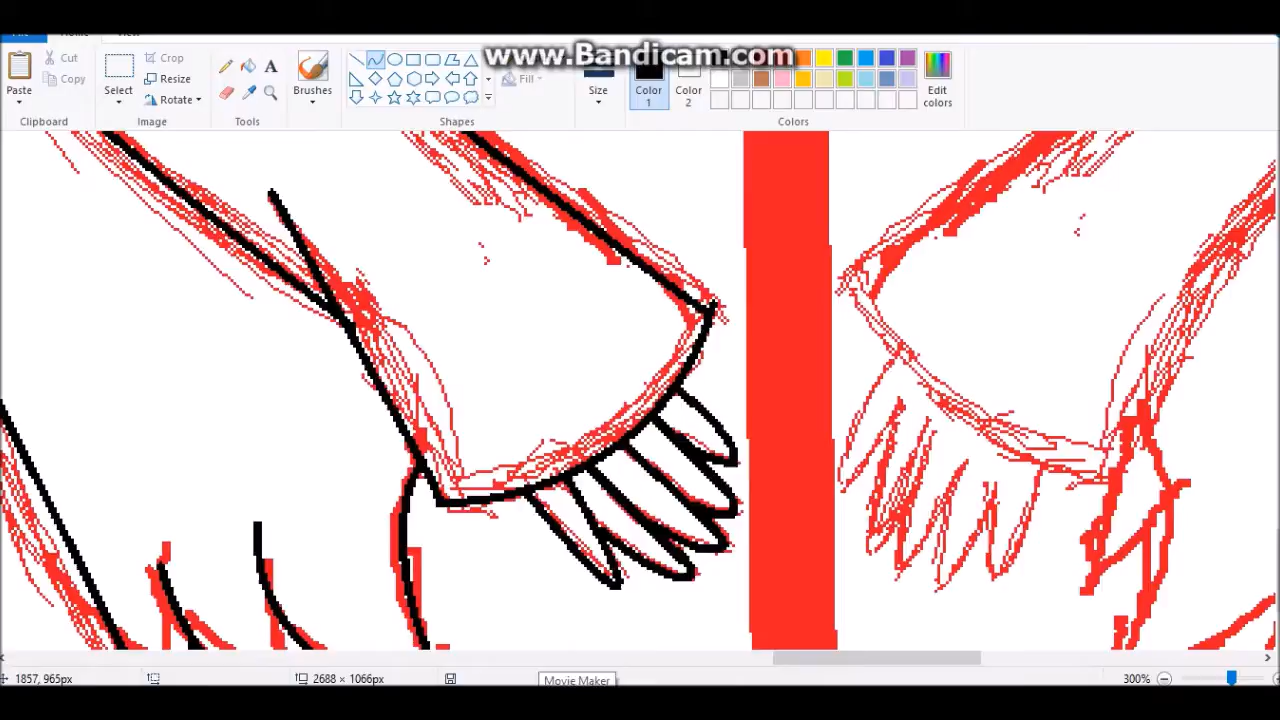 www.Bandicam.com
Paste
Cut
Copy
Clipboard
Select
Crop
Resize
Rotate
Image
Tools
Brushes
Fill
Shapes
Size
Color 1
Color 2
Edit colors
Colors
1857, 965px
2688 × 1066px
Movie Maker
300%